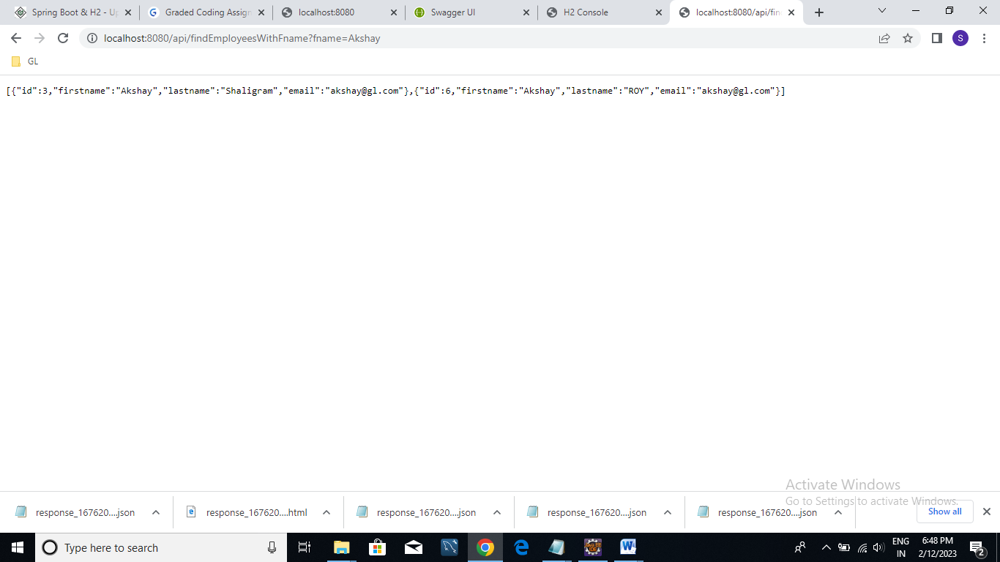 Spring Boot & H2 - Up
Graded Coding Assign
localhost:8080
Swagger UI
H2 Console
localhost:8080/api/fin
localhost:8080/api/findEmployeesWithFname?fname=Akshay
S
GL
[{"id":3,"firstname":"Akshay","lastname":"Shaligram","email":"akshay@gl.com"},{"id":6,"firstname":"Akshay","lastname":"ROY","email":"akshay@gl.com"}]
Activate Windows
Go to Settings to activate Windows.
response_167620....json
response_167620....html
response_167620....json
response_167620....json
response_167620....json
Show all
Type here to search
ENG
IN
6:48 PM
2/12/2023
2